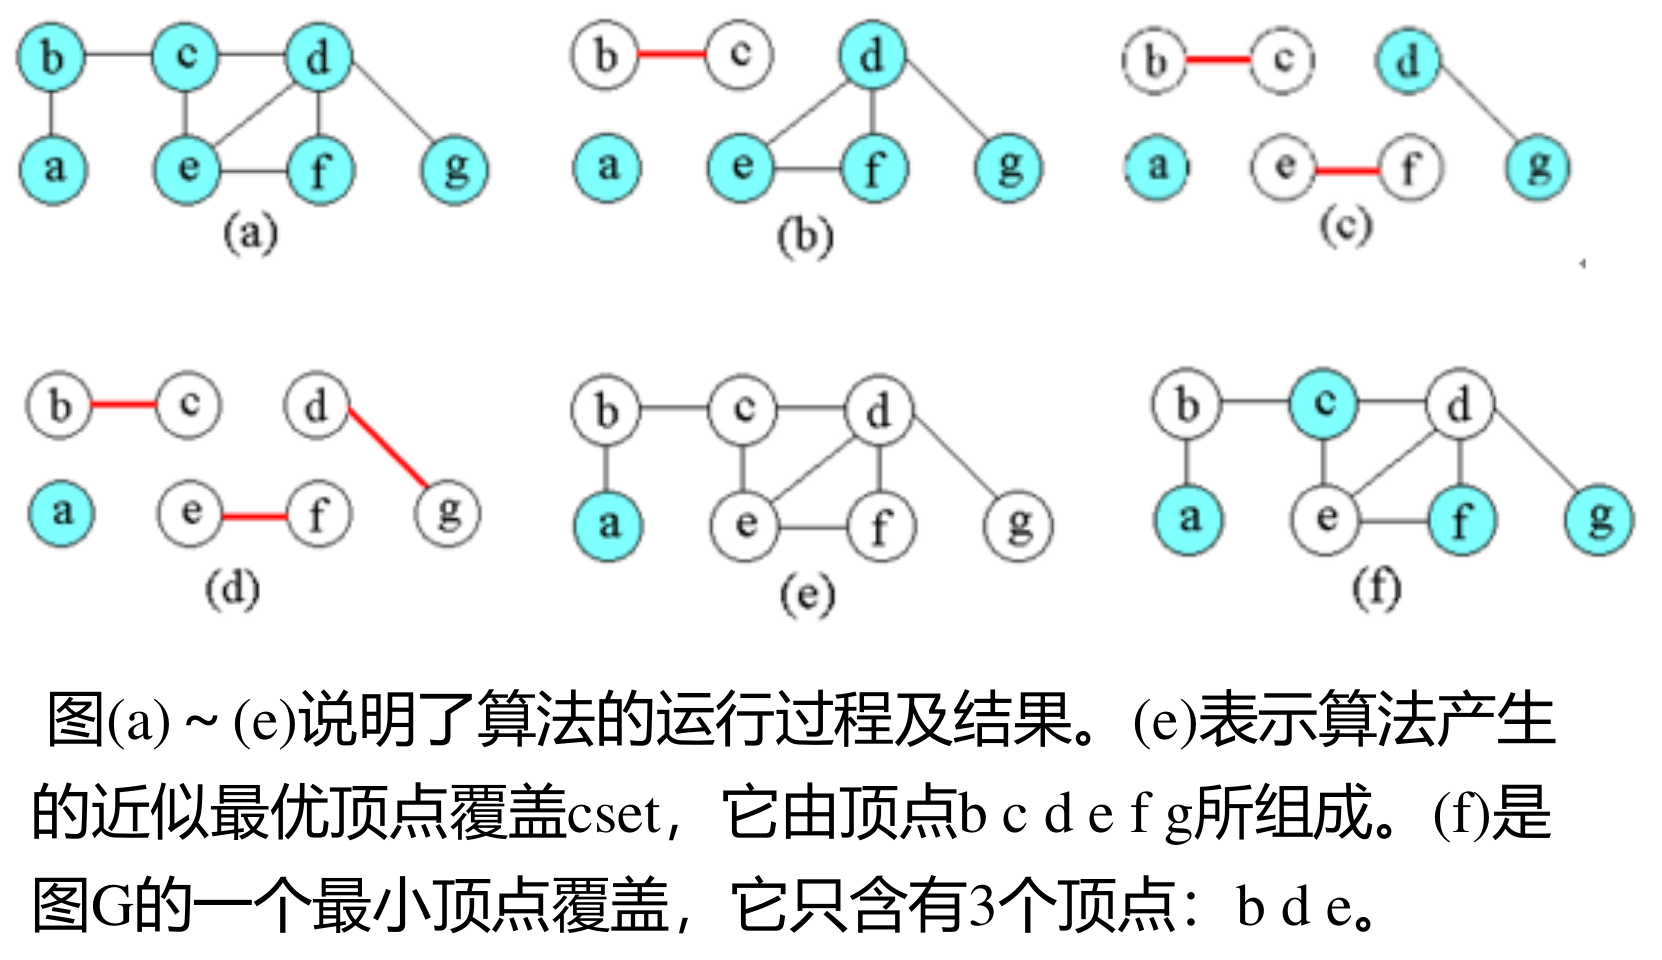 b c d
a e f g
(a)
b c d
a e f g
(b)
b c d
a e f g
(c)
b c d
a e f g
(d)
b c d
a e f g
(e)
b c d
a e f g
(f)
图(a)～(e)说明了算法的运行过程及结果。(e)表示算法产生
的近似最优顶点覆盖cset，它由顶点b c d e f g所组成。(f)是
图G的一个最小顶点覆盖，它只含有3个顶点：b d e。